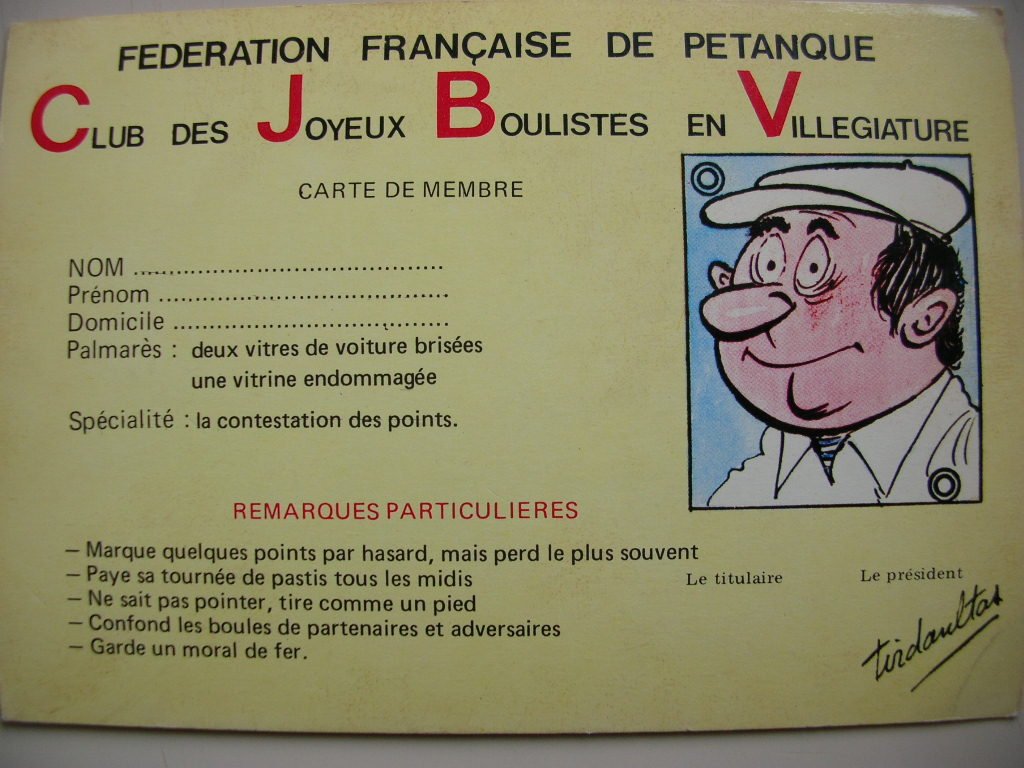 FEDERATION FRANÇAISE DE PETANQUE
CLUB DES JOYEUX BOULISTES EN VILLEGIATURE
CARTE DE MEMBRE
NOM ............................................
Prénom .........................................
Domicile .......................................
Palmarès : deux vitres de voiture brisées
une vitrine endommagée
Spécialité : la contestation des points.
REMARQUES PARTICULIERES
— Marque quelques points par hasard, mais perd le plus souvent
— Paye sa tournée de pastis tous les midis
— Ne sait pas pointer, tire comme un pied
— Confond les boules de partenaires et adversaires
— Garde un moral de fer.
Le titulaire
Le président
tirdaultas